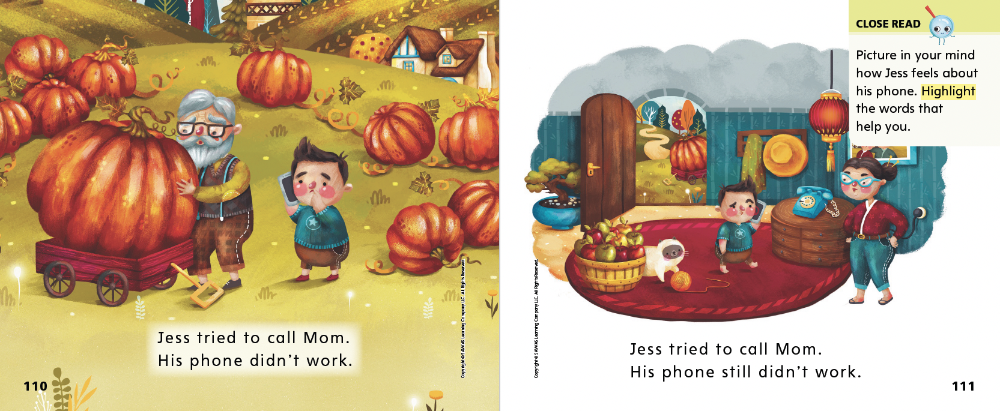 Jess tried to call Mom.
His phone didn't work.
Copyright © SAVVAS Learning Company LLC. All Rights Reserved.
110
CLOSE READ
Picture in your mind
how Jess feels about
his phone. Highlight
the words that
help you.
Copyright © SAVVAS Learning Company LLC. All Rights Reserved.
Jess tried to call Mom.
His phone still didn't work.
111